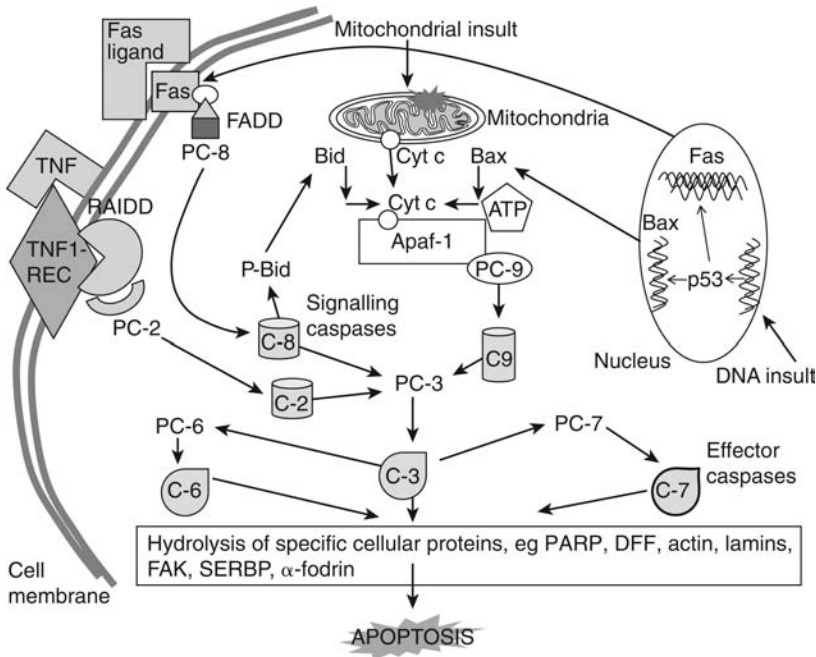 Fas
ligand
Fas
FADD
PC-8
Mitochondrial insult
Mitochondria
Cyt c
Bid
Bax
Cyt c
ATP
Apaf-1
PC-9
TNF
RAIDD
TNF1-
REC
PC-2
P-Bid
Signalling
caspases
C-8
C-2
C9
PC-3
Fas
Bax
p53
Nucleus
DNA insult
PC-6
PC-7
C-6
C-3
C-7
Effector
caspases
Hydrolysis of specific cellular proteins, eg PARP, DFF, actin, lamins,
FAK, SERBP, α-fodrin
Cell
membrane
APOPTOSIS